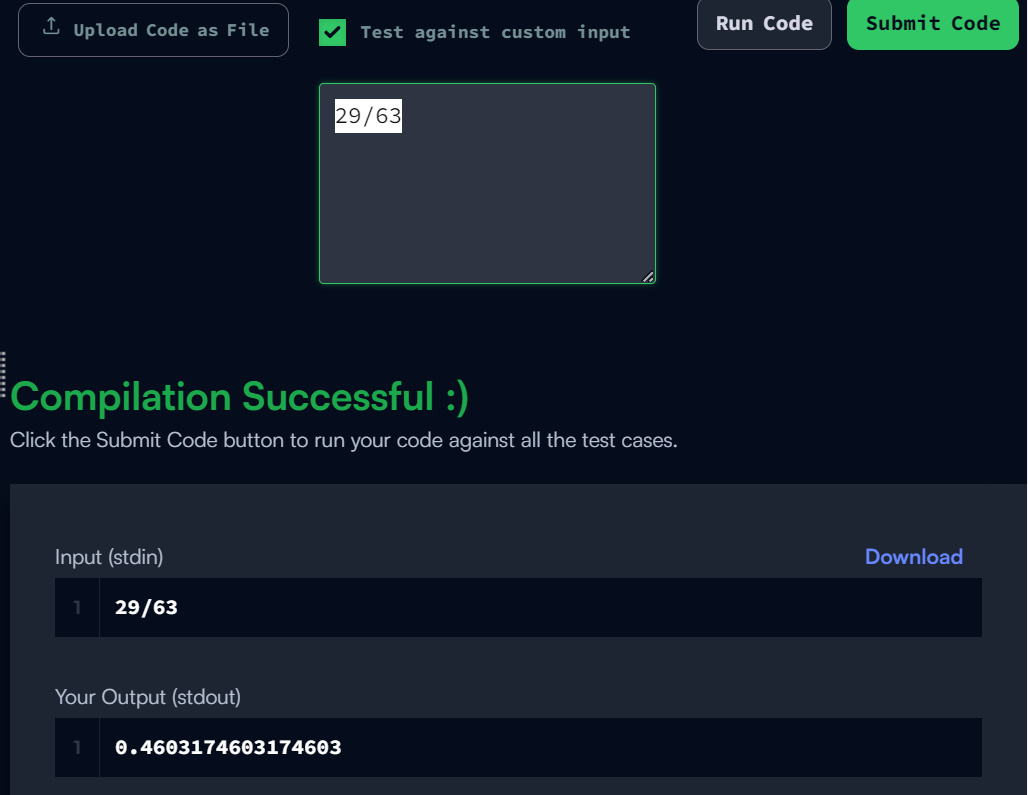 Upload Code as File
Test against custom input
Run Code
Submit Code
29/63
Compilation Successful :)
Click the Submit Code button to run your code against all the test cases.
Input (stdin)
Download
1 29/63
Your Output (stdout)
1 0.4603174603174603